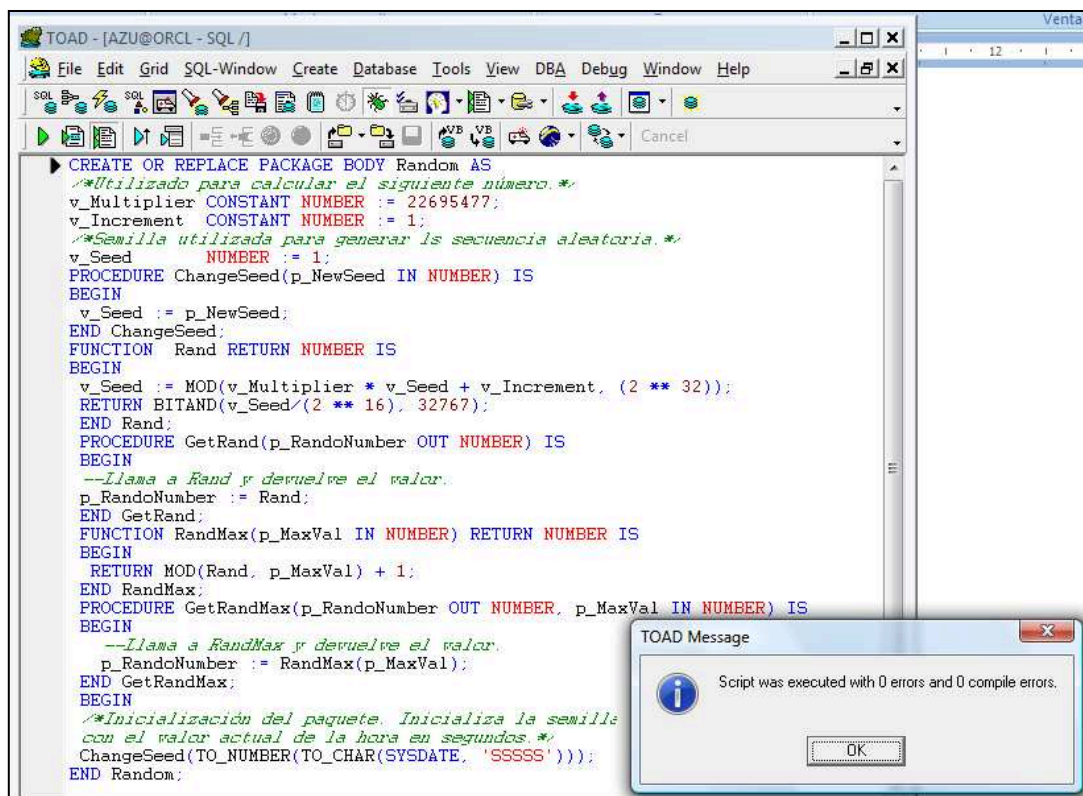 Venta
TOAD - [AZU@ORCL - SQL /]
File Edit Grid SQL-Window Create Database Tools View DBA Debug Window Help
12
SQL SQL
VB VB Cancel
CREATE OR REPLACE PACKAGE BODY Random AS
/*Utilizado para calcular el siguiente número.*/
v_Multiplier CONSTANT NUMBER := 22695477;
v_Increment CONSTANT NUMBER := 1;
/*Semilla utilizada para generar ls secuencia aleatoria.*/
v_Seed NUMBER := 1;
PROCEDURE ChangeSeed(p_NewSeed IN NUMBER) IS
BEGIN
v_Seed := p_NewSeed;
END ChangeSeed;
FUNCTION Rand RETURN NUMBER IS
BEGIN
v_Seed := MOD(v_Multiplier * v_Seed + v_Increment, (2 ** 32));
RETURN BITAND(v_Seed/(2 ** 16), 32767);
END Rand;
PROCEDURE GetRand(p_RandoNumber OUT NUMBER) IS
BEGIN
--Llama a Rand y devuelve el valor.
p_RandoNumber := Rand;
END GetRand;
FUNCTION RandMax(p_MaxVal IN NUMBER) RETURN NUMBER IS
BEGIN
RETURN MOD(Rand, p_MaxVal) + 1;
END RandMax;
PROCEDURE GetRandMax(p_RandoNumber OUT NUMBER, p_MaxVal IN NUMBER) IS
BEGIN
--Llama a RandMax y devuelve el valor.
p_RandoNumber := RandMax(p_MaxVal);
END GetRandMax;
BEGIN
/*Inicialización del paquete. Inicializa la semilla
con el valor actual de la hora en segundos.*/
ChangeSeed(TO_NUMBER(TO_CHAR(SYSDATE, 'SSSSS')));
END Random;
TOAD Message
Script was executed with 0 errors and 0 compile errors.
OK